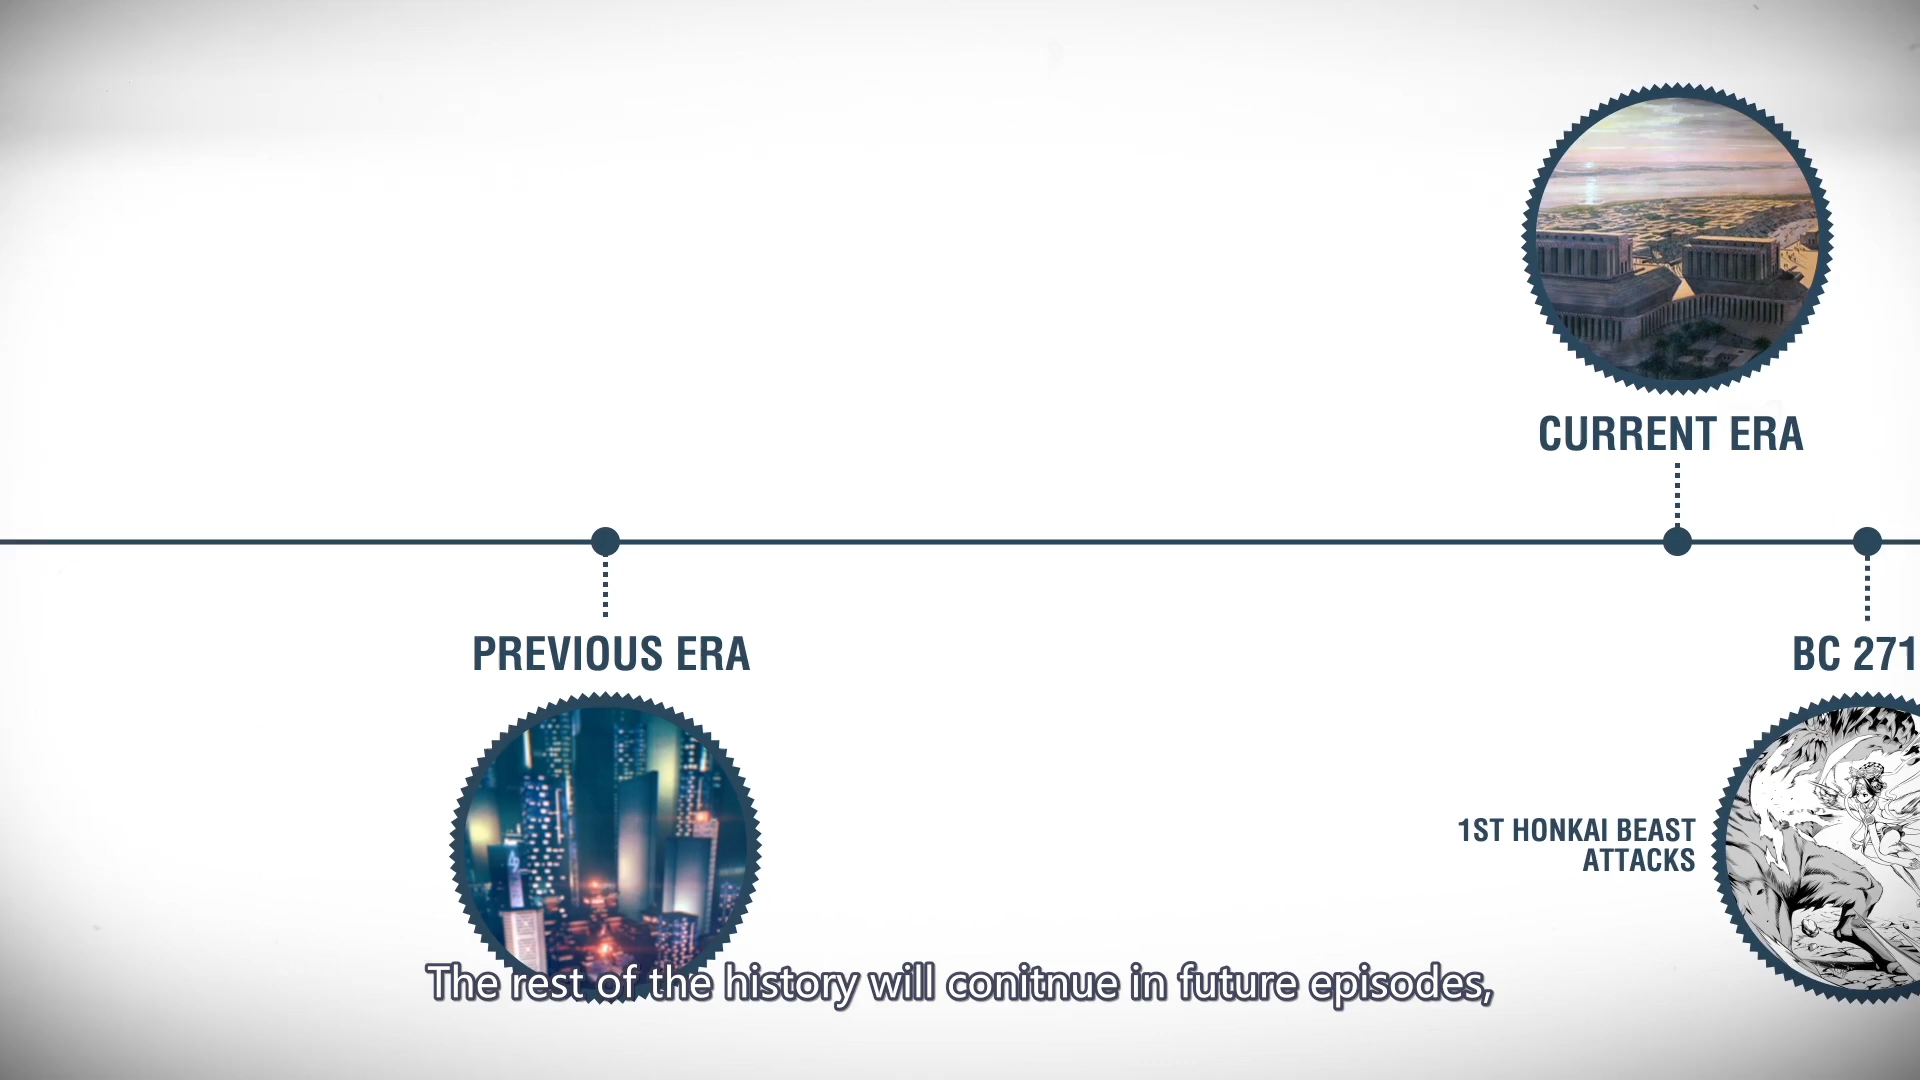 CURRENT ERA
PREVIOUS ERA
BC 271
1ST HONKAI BEAST
ATTACKS
The rest of the history will conitnue in future episodes,